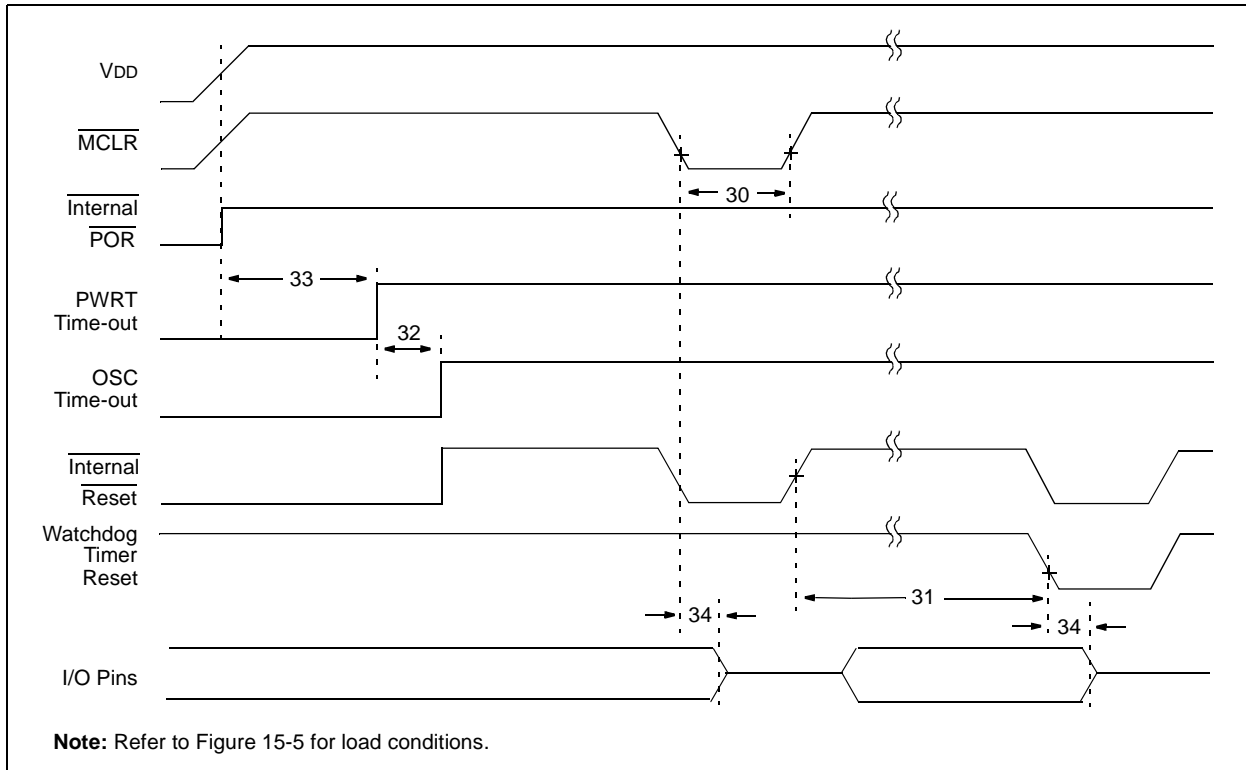 VDD
MCLR
30
Internal
POR
33
PWRT
Time-out
32
OSC
Time-out
Internal
Reset
Watchdog
Timer
Reset
31
34
34
I/O Pins
Note: Refer to Figure 15-5 for load conditions.